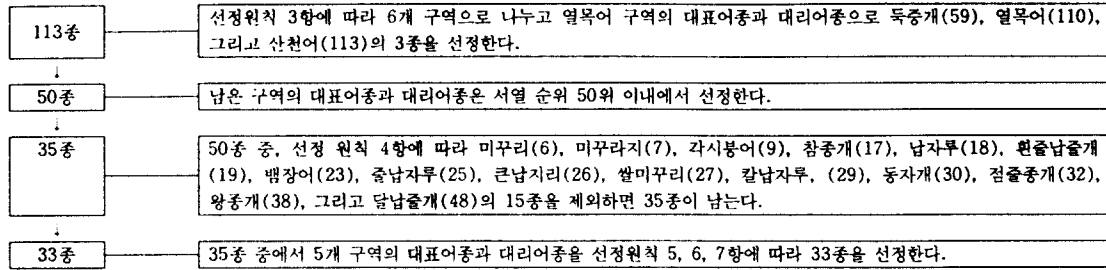 113종
선정원칙 3항에 따라 6개 구역으로 나누고 열목어 구역의 대표어종과 대리어종으로 둑중개(59), 열목어(110),
그리고 산천어(113)의 3종을 선정한다.
↓
50종
남은 구역의 대표어종과 대리어종은 서열 순위 50위 이내에서 선정한다.
↓
35종
50종 중, 선정 원칙 4항에 따라 미꾸리(6), 미꾸라지(7), 각시붕어(9), 참종개(17), 납자루(18), 흰줄납줄개
(19), 뱀장어(23), 줄납자루(25), 큰납지리(26), 쌀미꾸리(27), 칼납자루, (29), 동자개(30), 점줄종개(32),
왕종개(38), 그리고 달납줄개(48)의 15종을 제외하면 35종이 남는다.
↓
33종
35종 중에서 5개 구역의 대표어종과 대리어종을 선정원칙 5, 6, 7항에 따라 33종을 선정한다.